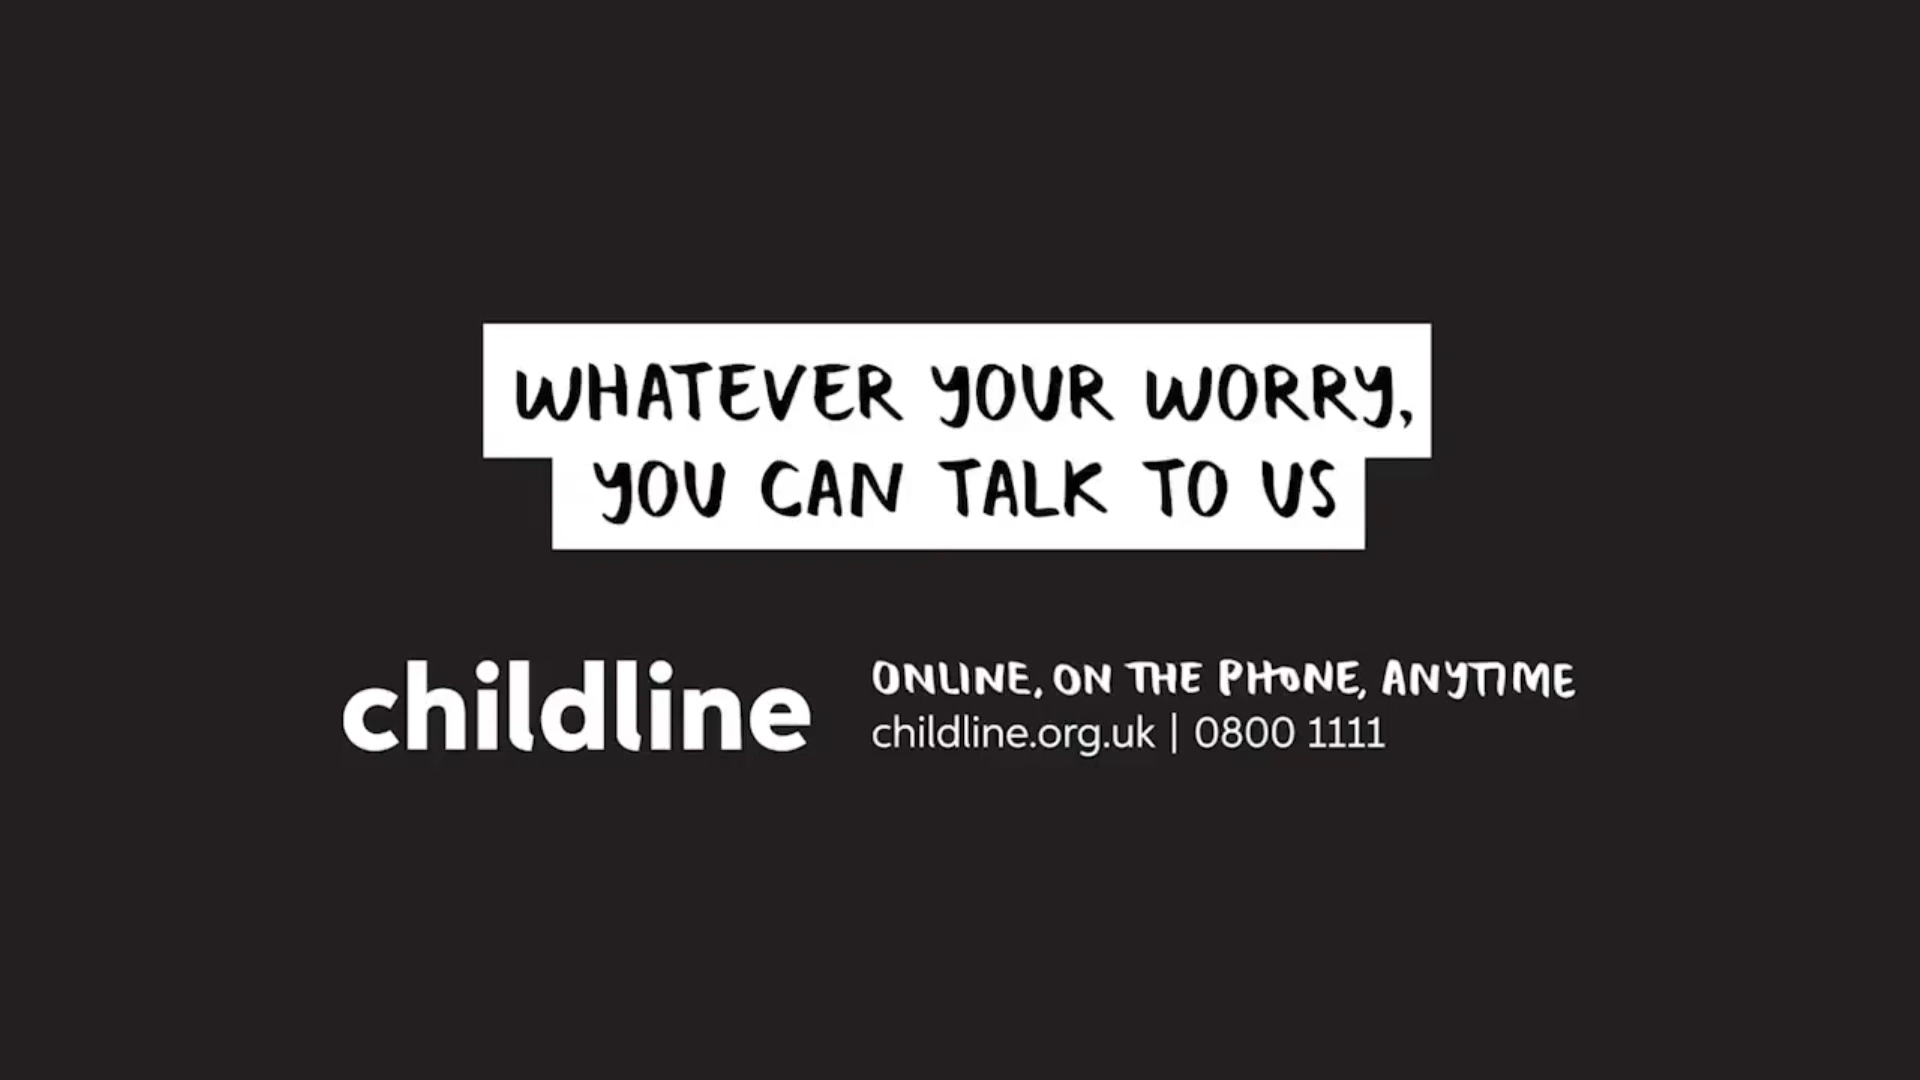 WHATEVER YOUR WORRY,
YOU CAN TALK TO US
childline
ONLINE, ON THE PHONE, ANYTIME
childline.org.uk | 0800 1111